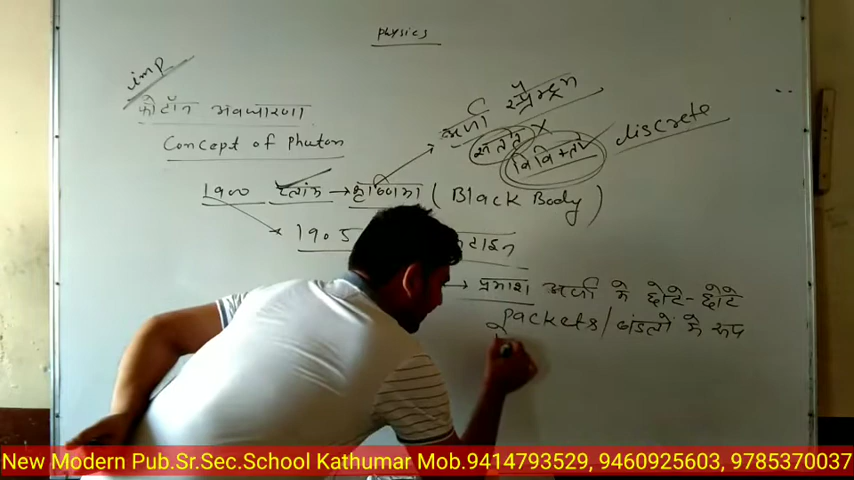 Physics
imp
फोटॉन अवधारणा
Concept of Photon
ऊर्जा स्पैक्ट्रम
सतत X
विविक्त discrete
1900 प्लांक → कृष्णिका (Black Body)
1905
→ प्रकाश ऊर्जा के छोटे-छोटे
Packets/बंडलों के रूप
New Modern Pub.Sr.Sec.School Kathumar Mob.9414793529, 9460925603, 9785370037